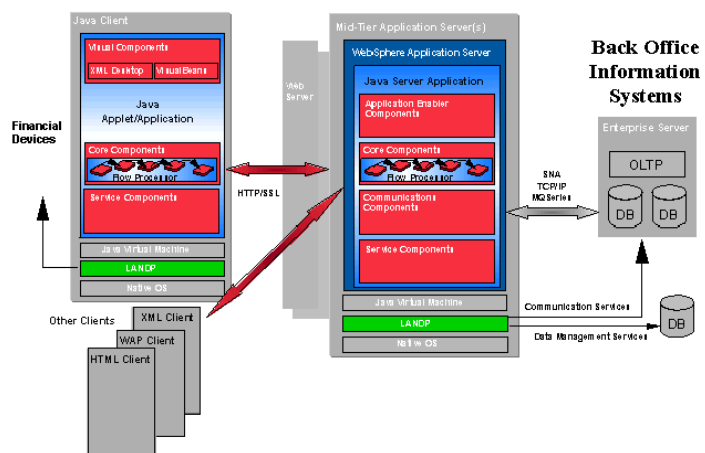 Java Client
Visual Components
XML Desktop
Visual Beans
Java
Applet/Application
Core Components
Flow Processor
Service Components
Java Virtual Machine
LANDP
Native OS
Financial
Devices
Other Clients
XML Client
WAP Client
HTML Client
HTTP/SSL
Web
Server
Mid-Tier Application Server(s)
WebSphere Application Server
Java Server Application
Application Enabler
Components
Core Components
Flow Processor
Communications
Components
Service Components
Java Virtual Machine
LANDP
Native OS
SNA
TCP/IP
MQSeries
Back Office
Information
Systems
Enterprise Server
OLTP
DB
DB
Communication Services
Data Management Services
DB